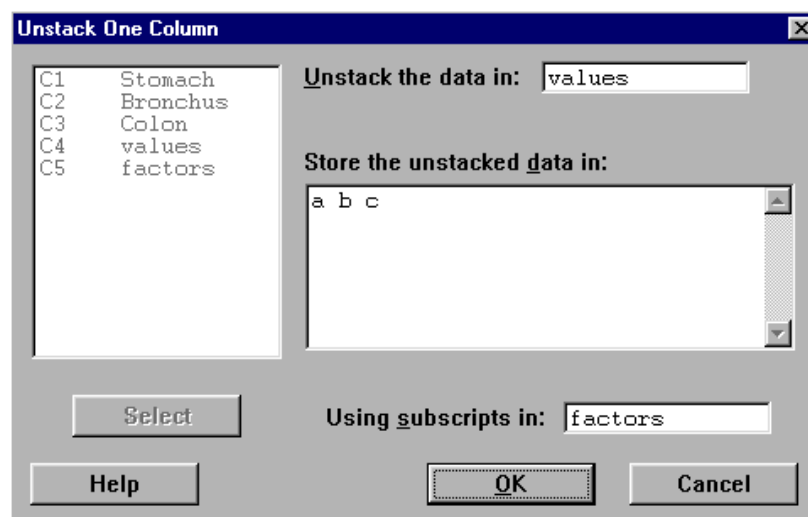 Unstack One Column
C1 Stomach
C2 Bronchus
C3 Colon
C4 values
C5 factors
Unstack the data in: values
Store the unstacked data in:
a b c
Select
Using subscripts in: factors
Help
OK
Cancel